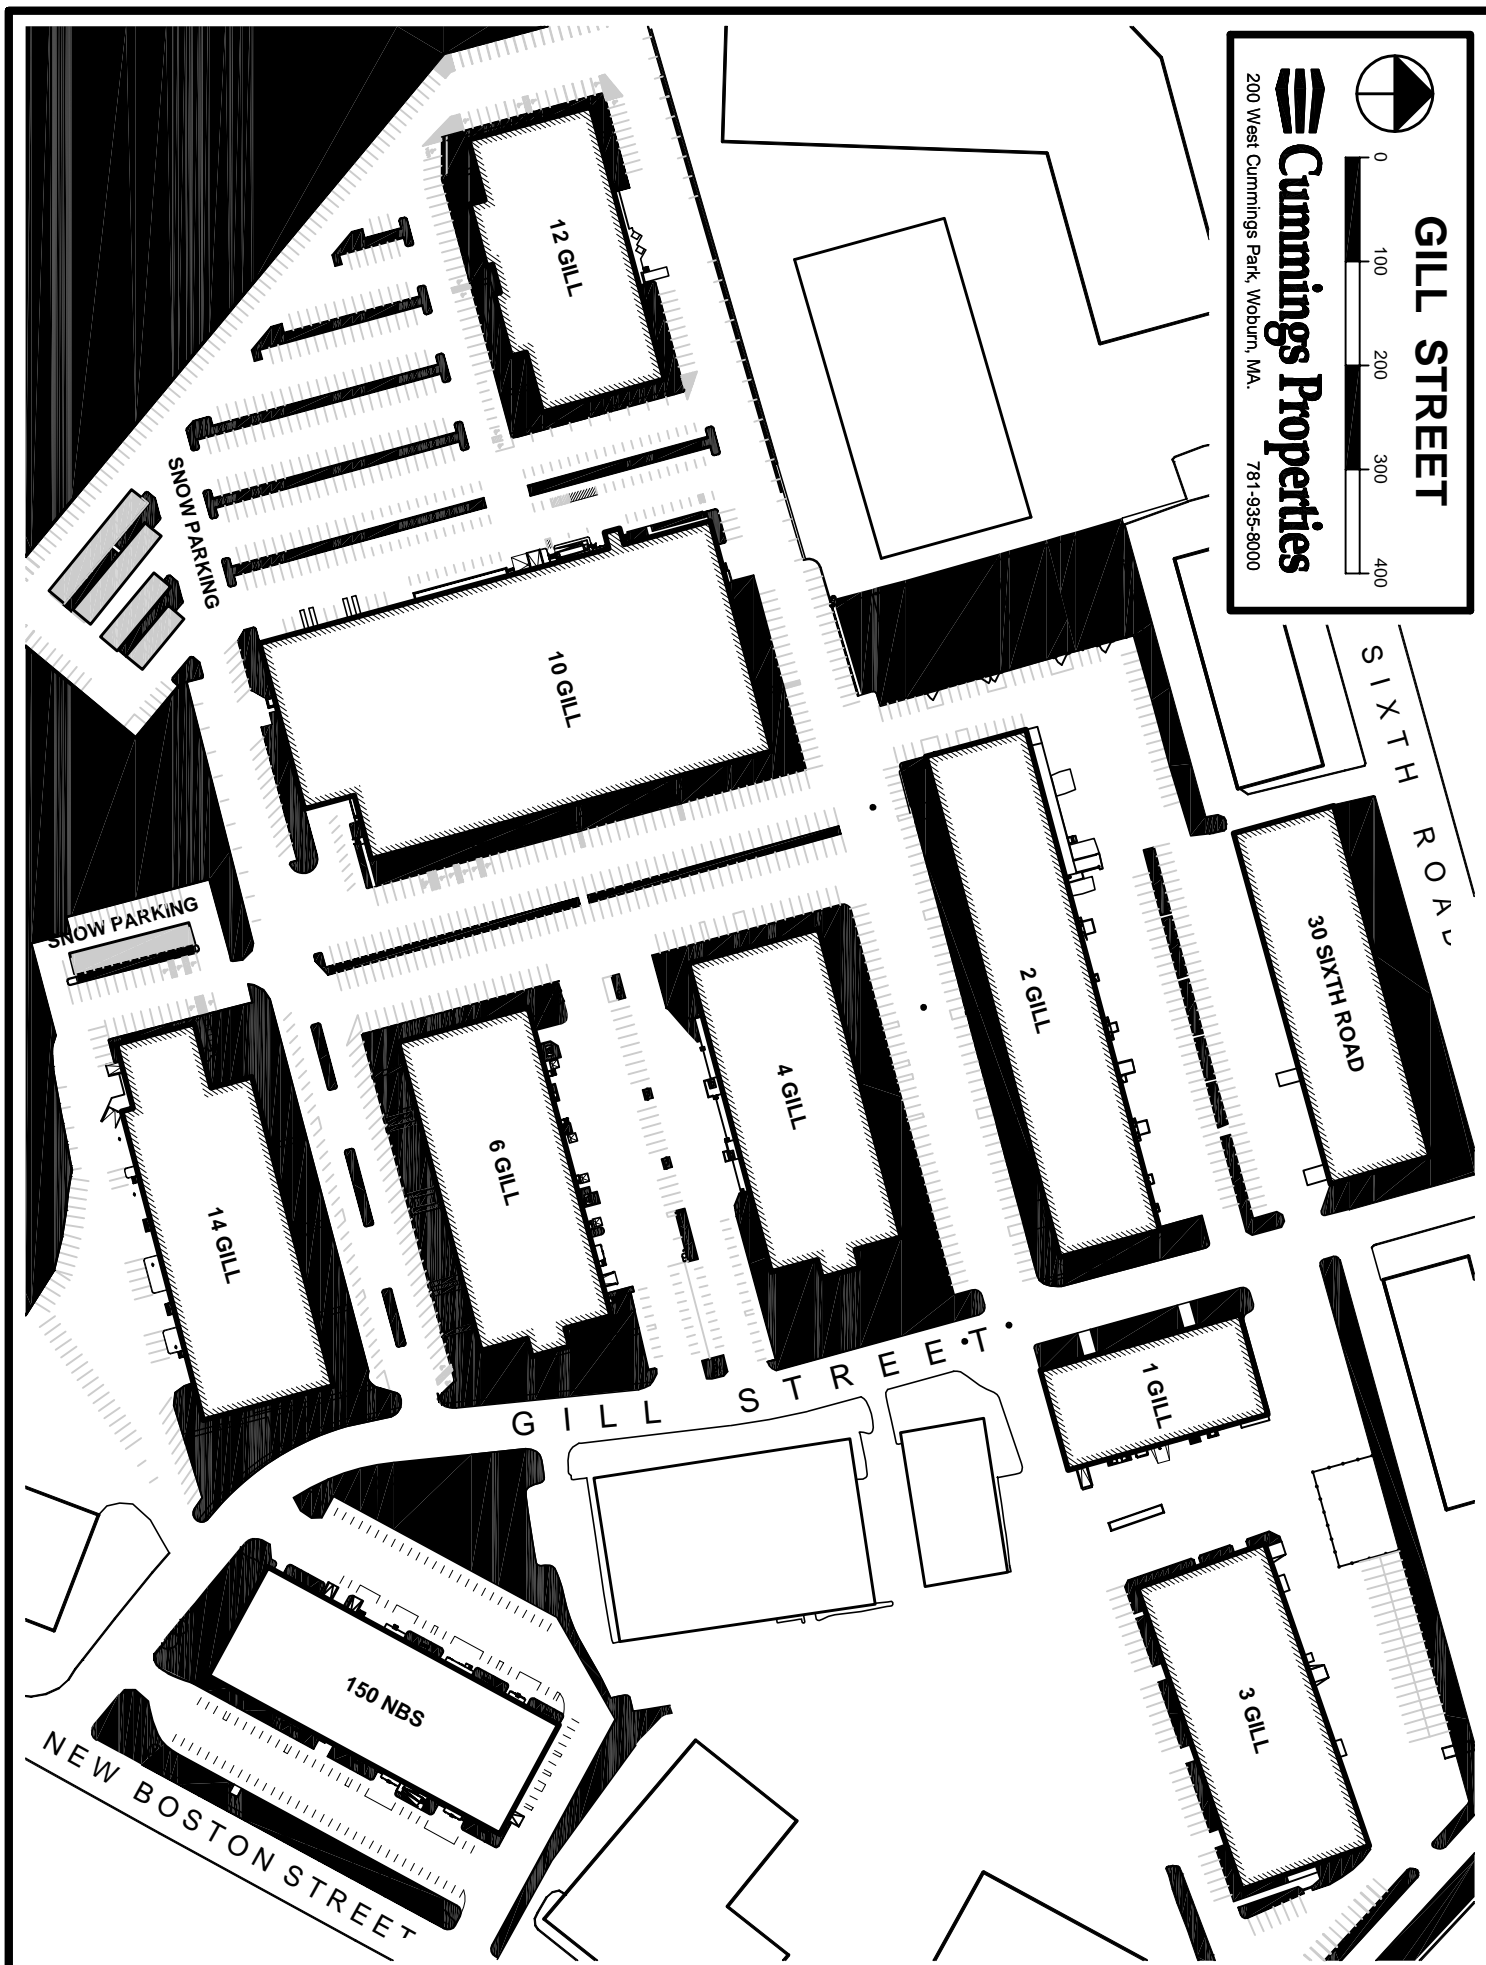 GILL STREET
0 100 200 300 400
Cummings Properties
200 West Cummings Park, Woburn, MA. 781-935-8000
SIXTH ROAD
30 SIXTH ROAD
12 GILL
SNOW PARKING
10 GILL
2 GILL
4 GILL
SNOW PARKING
6 GILL
14 GILL
GILL STREET
1 GILL
3 GILL
150 NBS
NEW BOSTON STREET